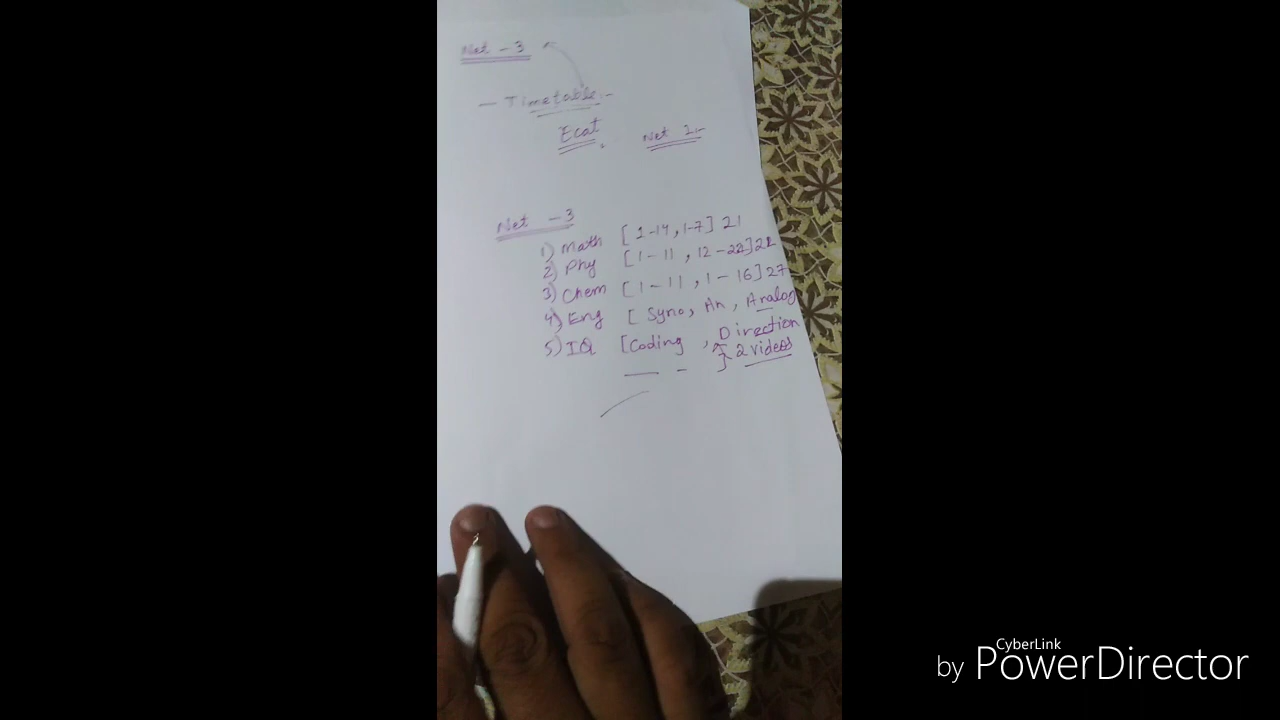 Net - 3
- Timetable :-
Ecat
Net 2:-
Net - 3
1) Math [1-14, 1-7] 21
2) Phy [1-11, 12-22] 22
3) Chem [1-11, 1-16] 27
4) Eng [Syno, An, Analog
5) IQ [Coding, Direction
2 videos
CyberLink
by PowerDirector